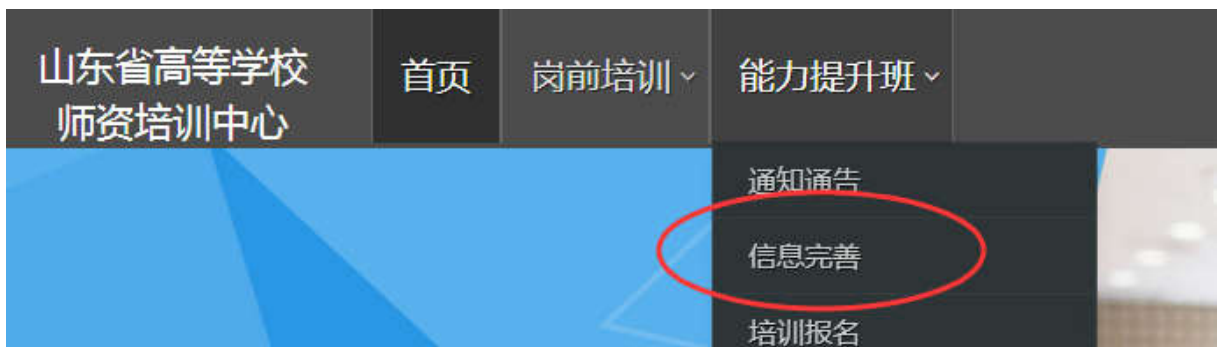 山东省高等学校
师资培训中心
首页
岗前培训
能力提升班
通知通告
信息完善
培训报名